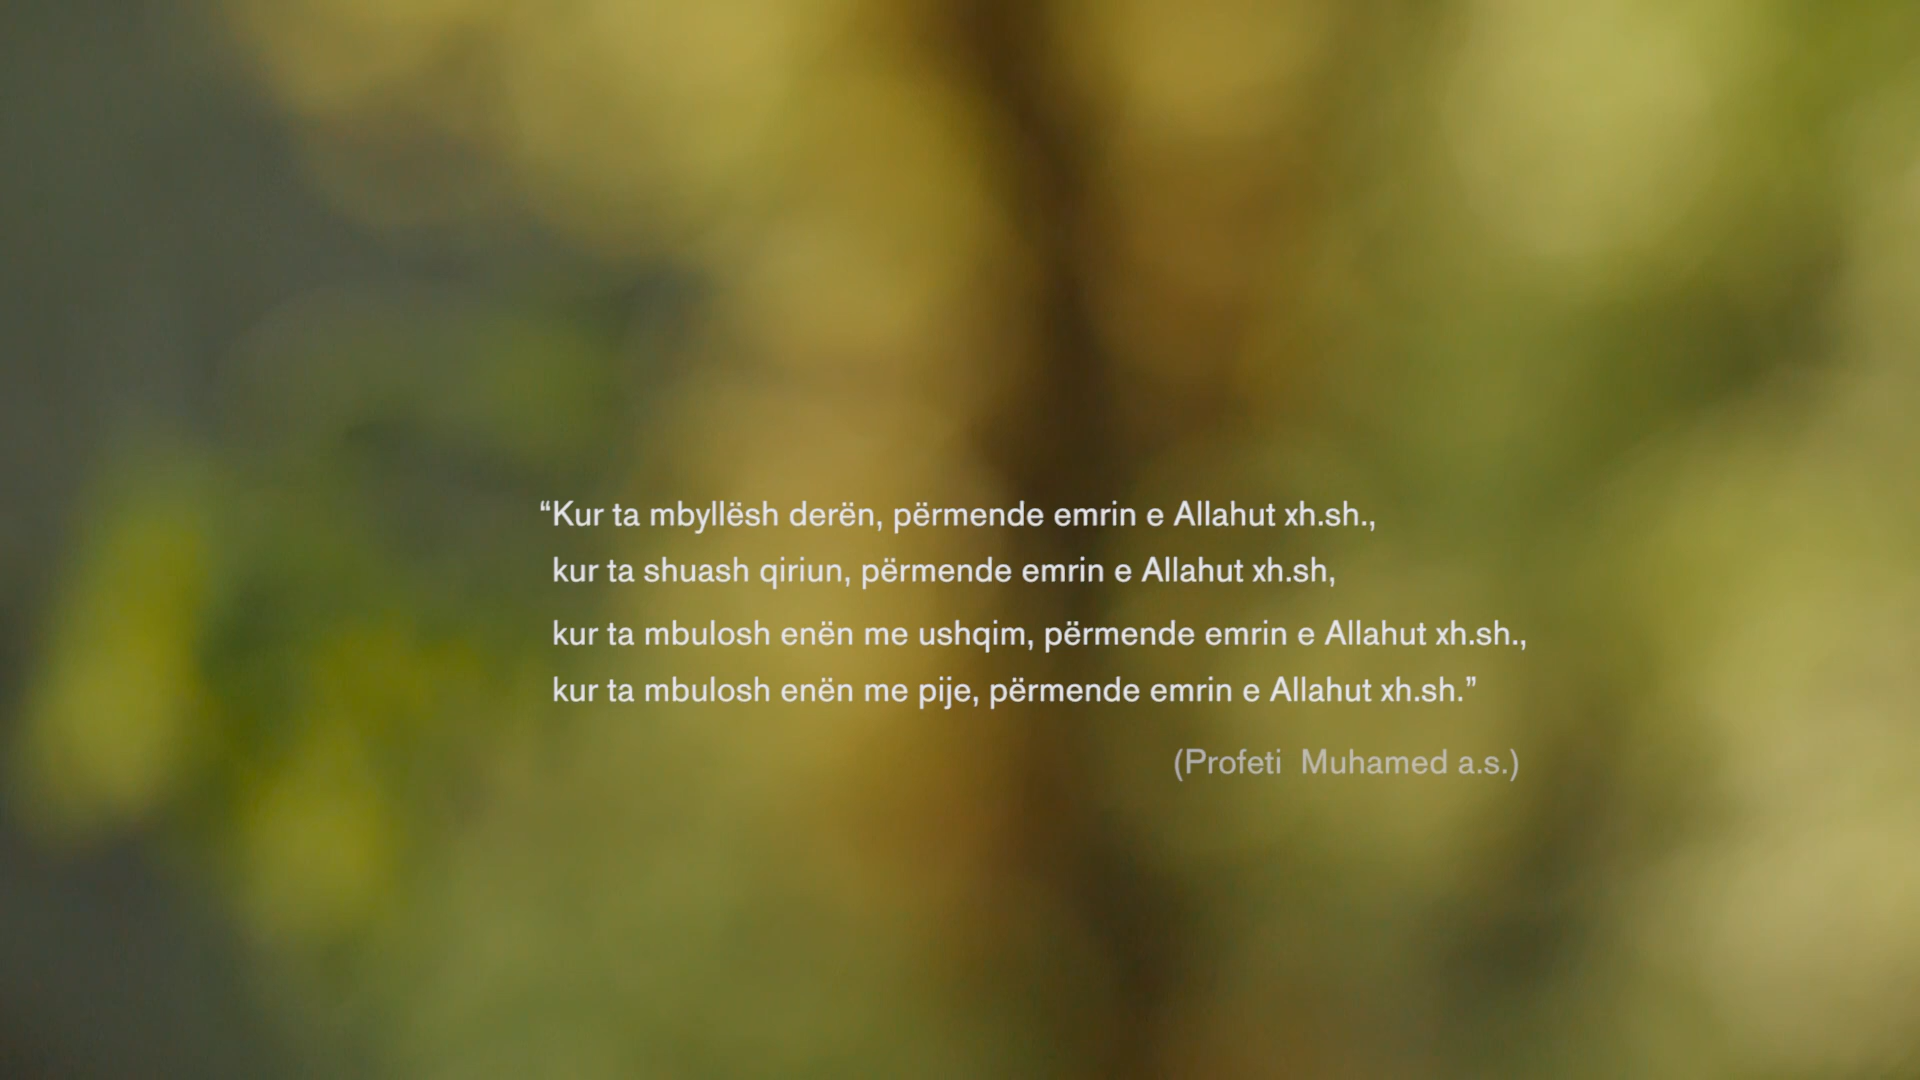 “Kur ta mbyllësh derën, përmende emrin e Allahut xh.sh.,
kur ta shuash qiriun, përmende emrin e Allahut xh.sh,
kur ta mbulosh enën me ushqim, përmende emrin e Allahut xh.sh.,
kur ta mbulosh enën me pije, përmende emrin e Allahut xh.sh.”
(Profeti Muhamed a.s.)